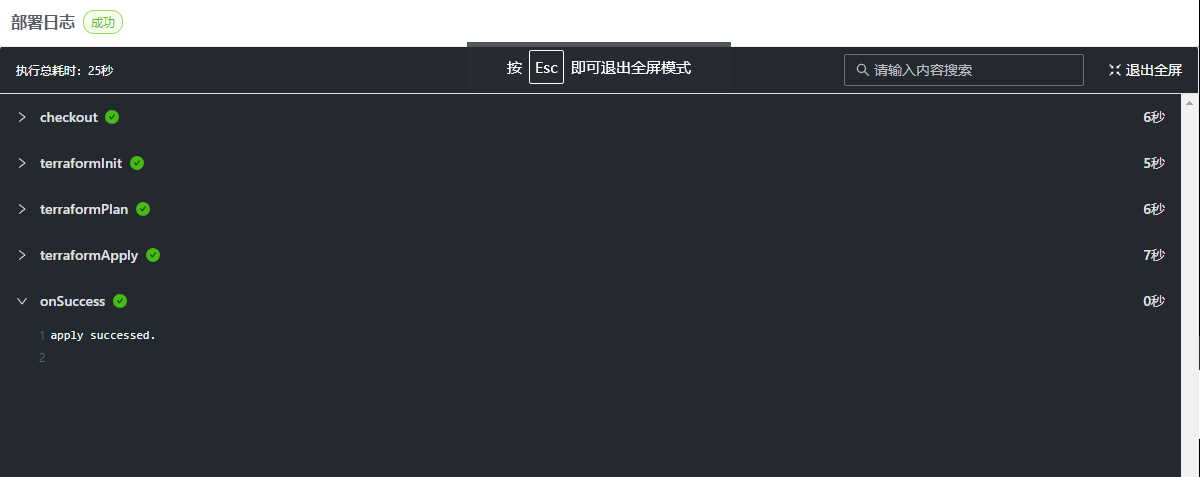 部署日志 成功
执行总耗时：25秒 按 Esc 即可退出全屏模式 请输入内容搜索 退出全屏
checkout 6秒
terraformInit 5秒
terraformPlan 6秒
terraformApply 7秒
onSuccess 0秒
1 apply successed.
2